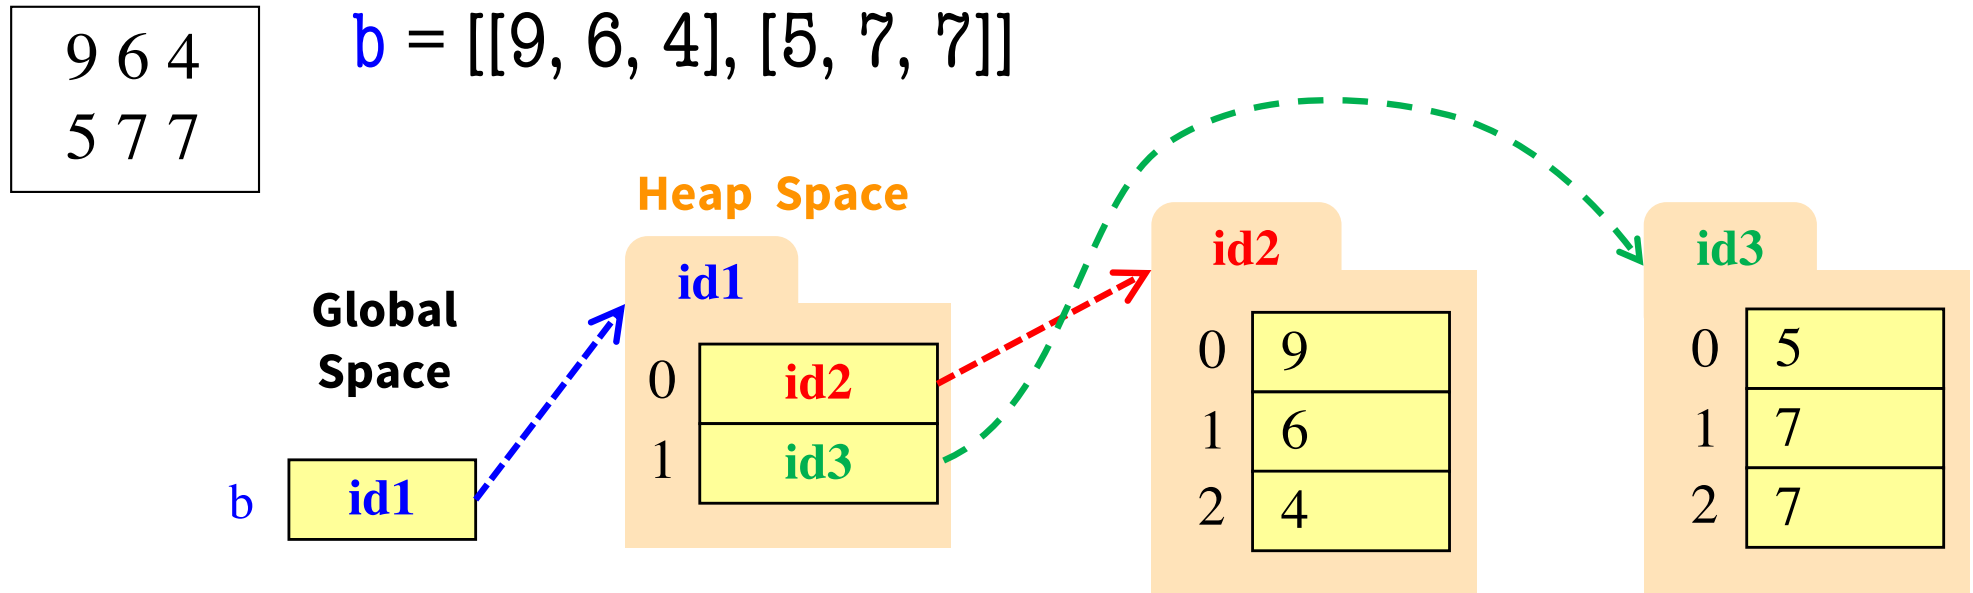 9 6 4
5 7 7
b = [[9, 6, 4], [5, 7, 7]]
Heap Space
Global
Space
b
id1
id1
0 id2
1 id3
id2
0 9
1 6
2 4
id3
0 5
1 7
2 7